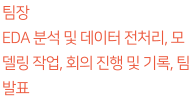 팀장
EDA 분석 및 데이터 전처리, 모
델링 작업, 회의 진행 및 기록, 팀
발표